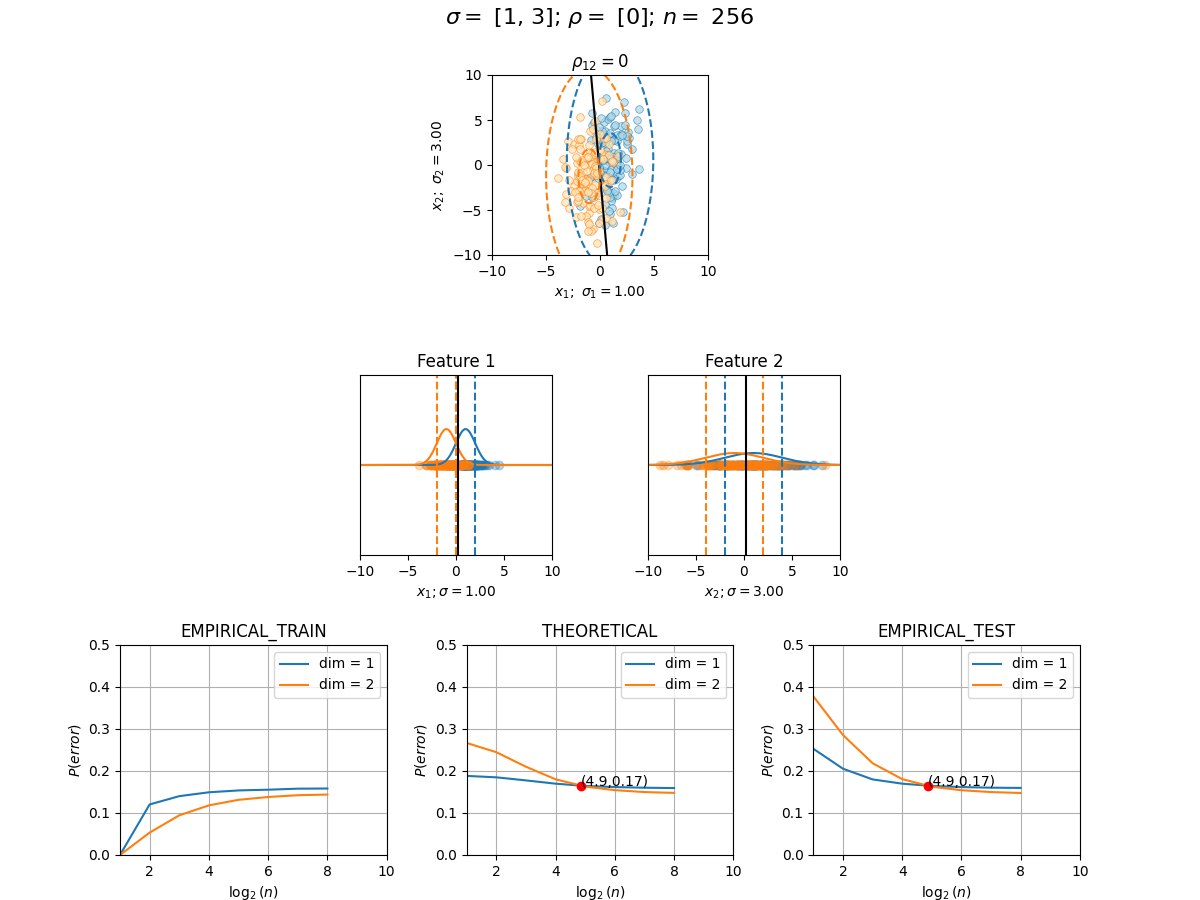 σ = [1, 3]; ρ = [0]; n = 256
ρ₁₂ = 0
10
5
0
−5
−10
x₂; σ₂ = 3.00
−10 −5 0 5 10
x₁; σ₁ = 1.00
Feature 1
−10 −5 0 5 10
x₁; σ = 1.00
Feature 2
−10 −5 0 5 10
x₂; σ = 3.00
EMPIRICAL_TRAIN
dim = 1
dim = 2
0.5
0.4
0.3
0.2
0.1
0.0
P(error)
2 4 6 8 10
log₂(n)
THEORETICAL
dim = 1
dim = 2
(4,9,0.17)
0.5
0.4
0.3
0.2
0.1
0.0
P(error)
2 4 6 8 10
log₂(n)
EMPIRICAL_TEST
dim = 1
dim = 2
(4,9,0.17)
0.5
0.4
0.3
0.2
0.1
0.0
P(error)
2 4 6 8 10
log₂(n)